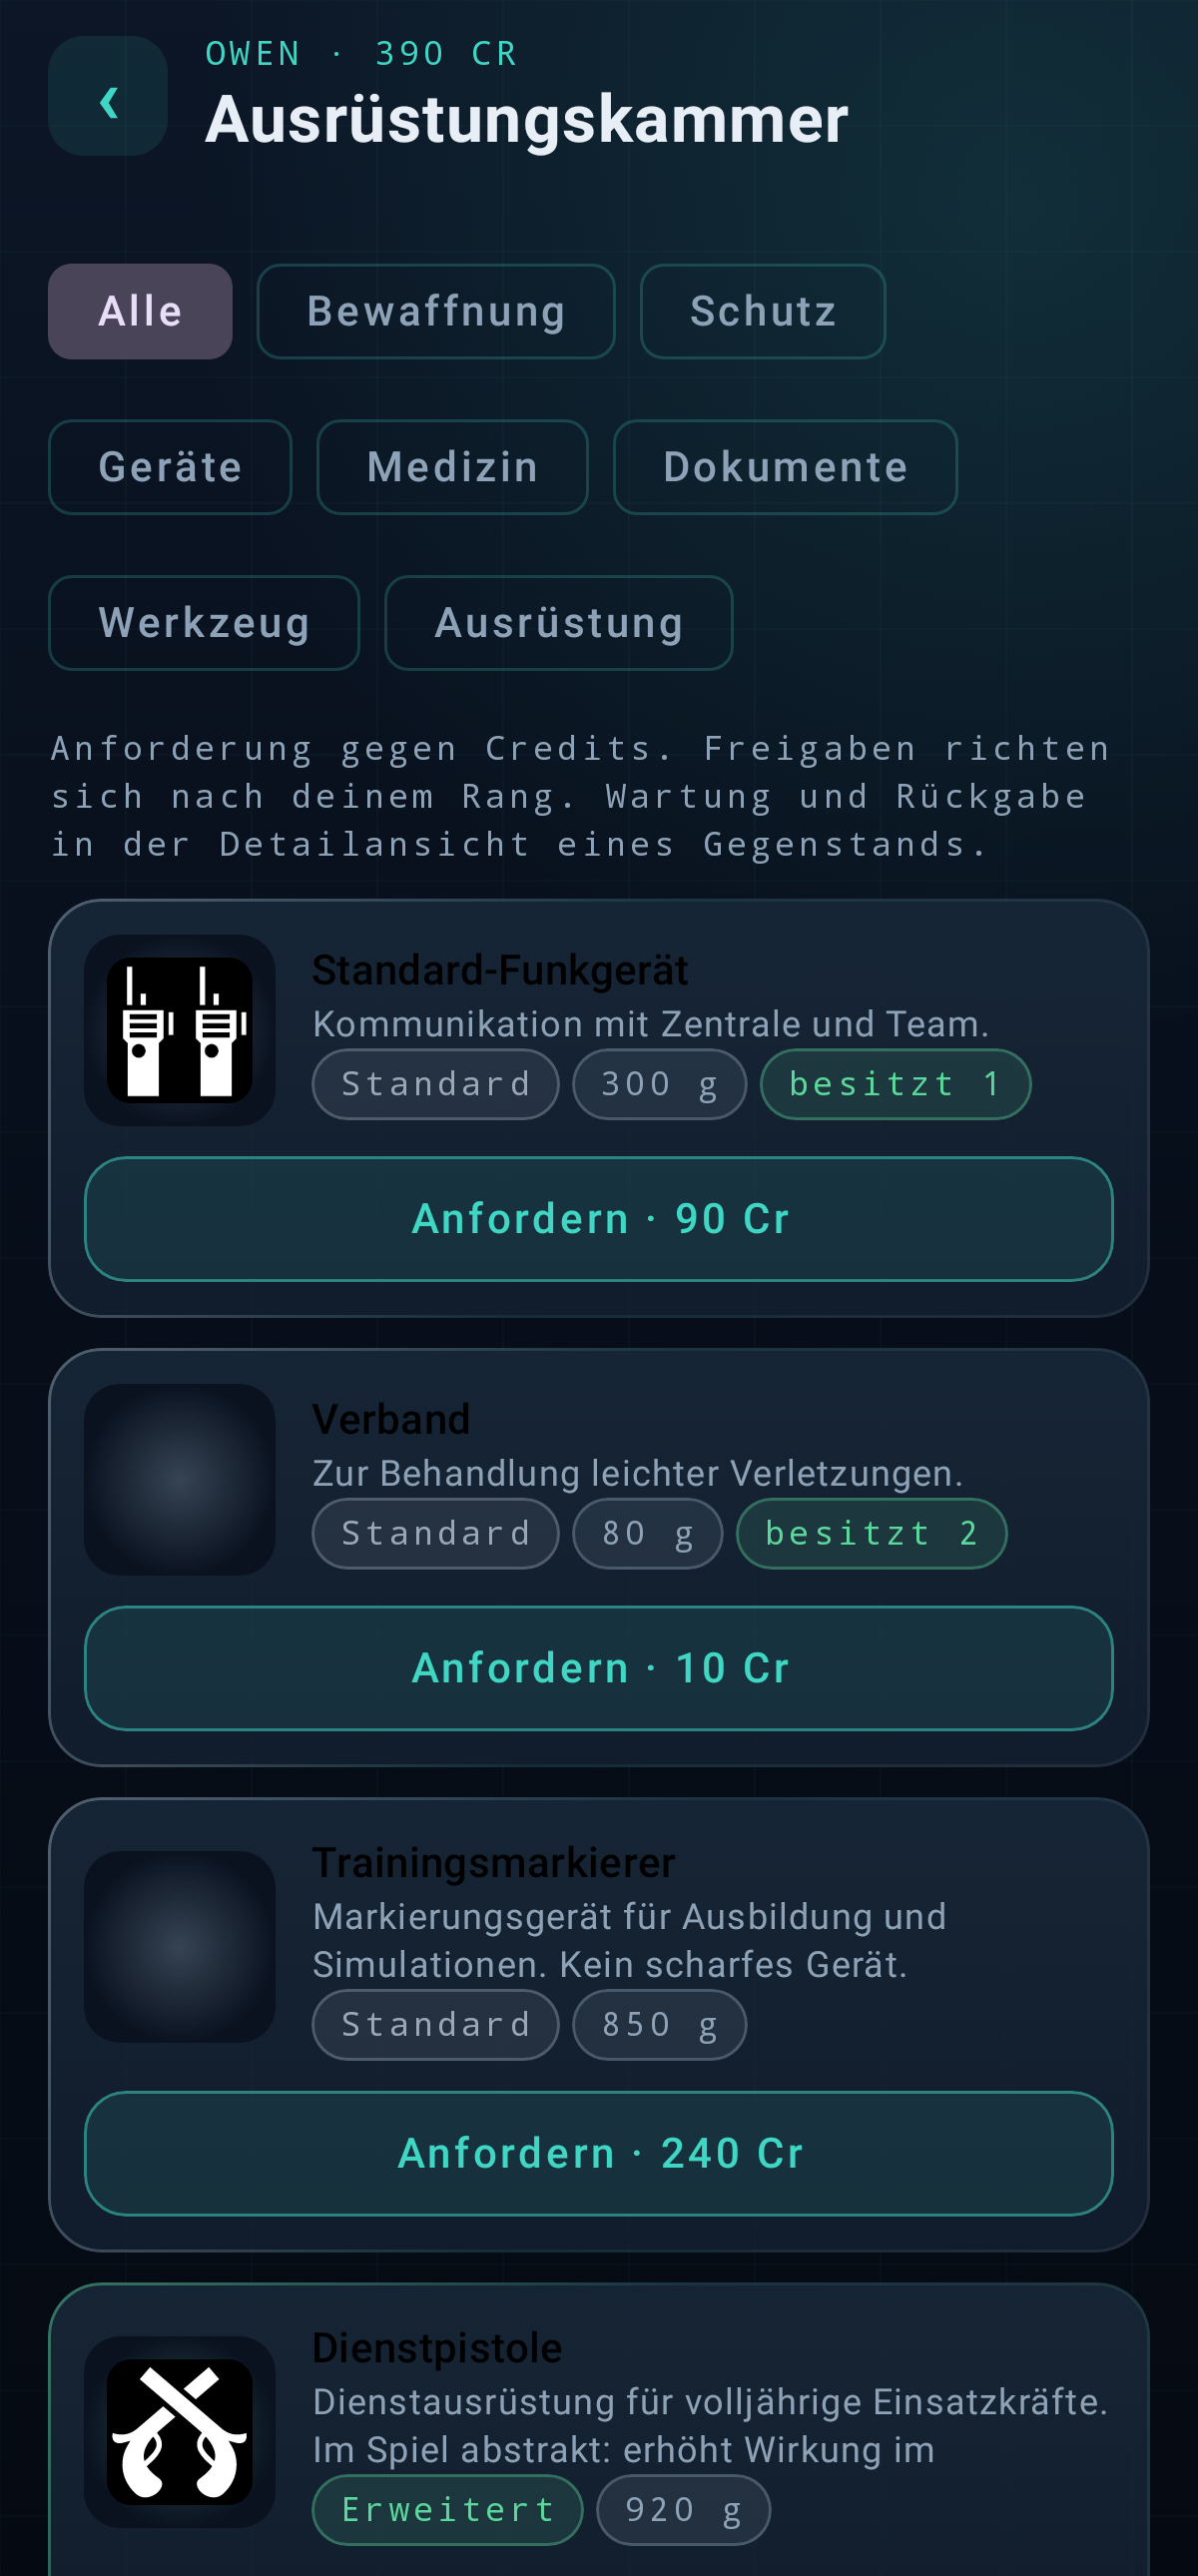 OWEN · 390 CR
Ausrüstungskammer
Alle
Bewaffnung
Schutz
Geräte
Medizin
Dokumente
Werkzeug
Ausrüstung
Anforderung gegen Credits. Freigaben richten
sich nach deinem Rang. Wartung und Rückgabe
in der Detailansicht eines Gegenstands.
Standard-Funkgerät
Kommunikation mit Zentrale und Team.
Standard
300 g
besitzt 1
Anfordern · 90 Cr
Verband
Zur Behandlung leichter Verletzungen.
Standard
80 g
besitzt 2
Anfordern · 10 Cr
Trainingsmarkierer
Markierungsgerät für Ausbildung und
Simulationen. Kein scharfes Gerät.
Standard
850 g
Anfordern · 240 Cr
Dienstpistole
Dienstausrüstung für volljährige Einsatzkräfte.
Im Spiel abstrakt: erhöht Wirkung im
Erweitert
920 g